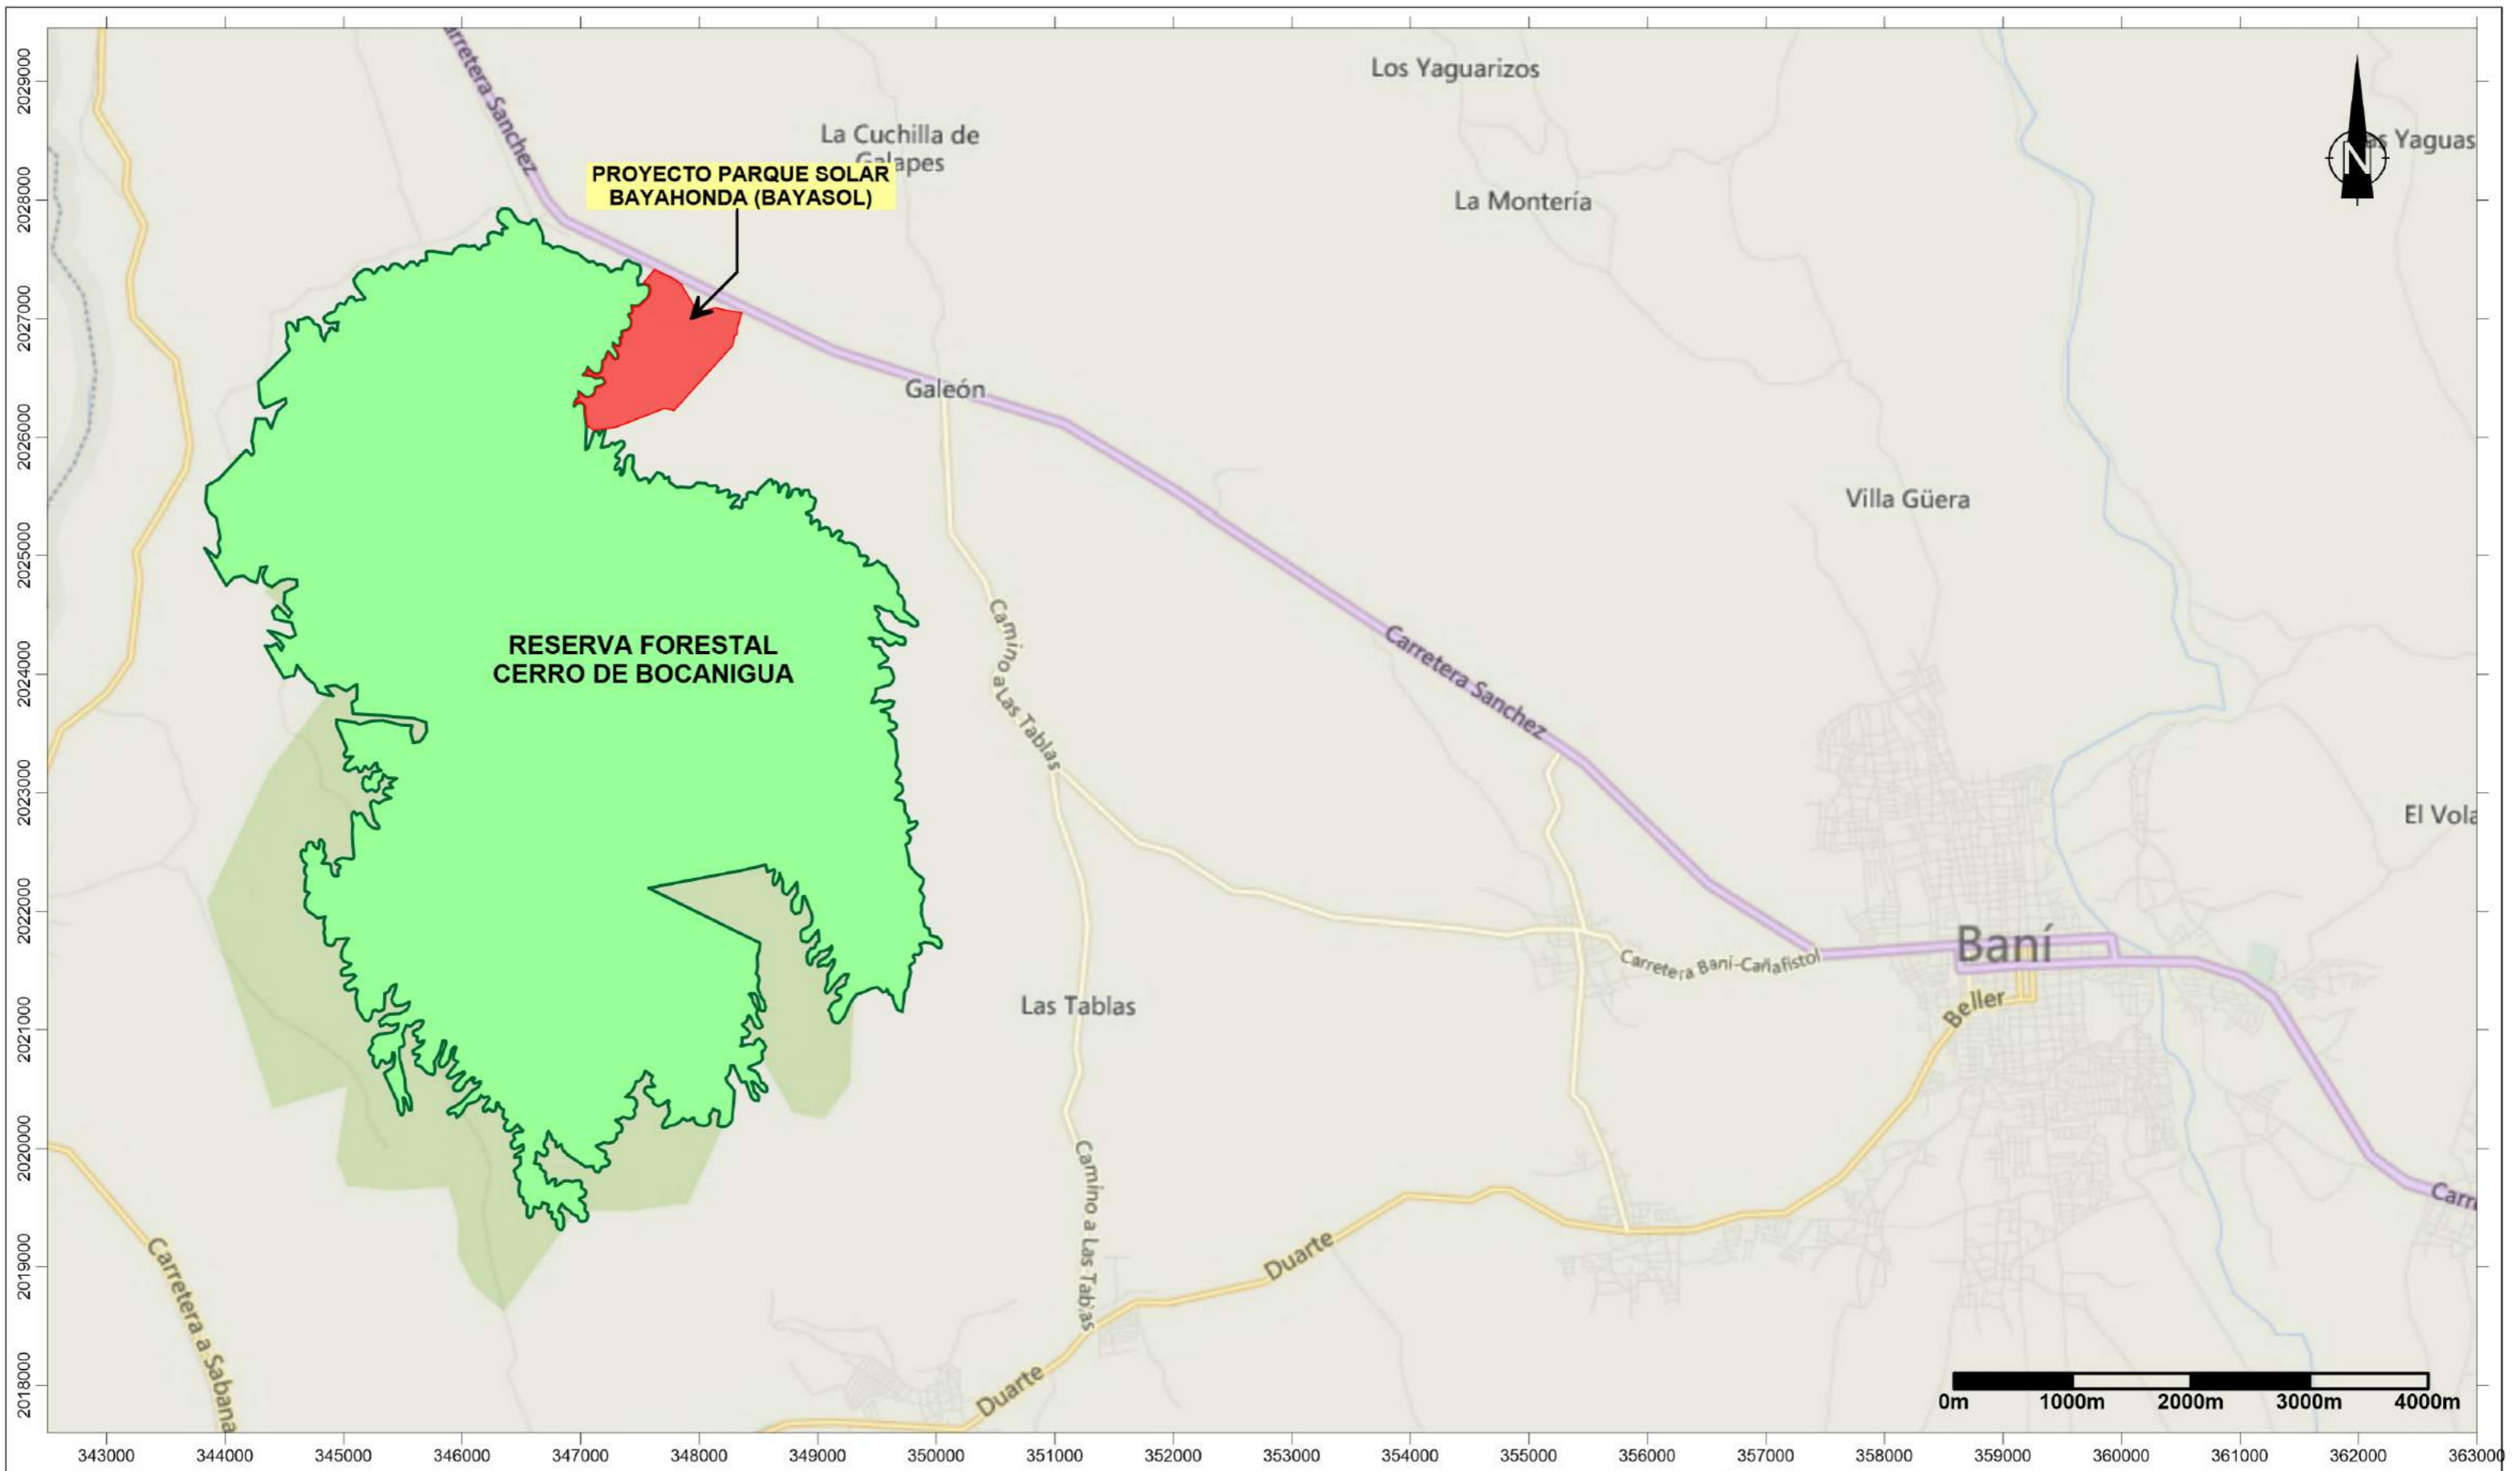 Carretera Sanchez
Los Yaguarizos
La Cuchilla de
Galapes
PROYECTO PARQUE SOLAR
BAYAHONDA (BAYASOL)
La Montería
N
Yaguas
Galeón
Villa Güera
RESERVA FORESTAL
CERRO DE BOCANIGUA
Camino a Las Tablas
Carretera Sanchez
El Vola
Baní
Carretera Baní-Cañafistol
Las Tablas
Beller
Camino a Las Tablas
Carr
Duarte
Carretera a Sabana
Duarte
0m 1000m 2000m 3000m 4000m
2029000
2028000
2027000
2026000
2025000
2024000
2023000
2022000
2021000
2020000
2019000
2018000
343000 344000 345000 346000 347000 348000 349000 350000 351000 352000 353000 354000 355000 356000 357000 358000 359000 360000 361000 362000 363000